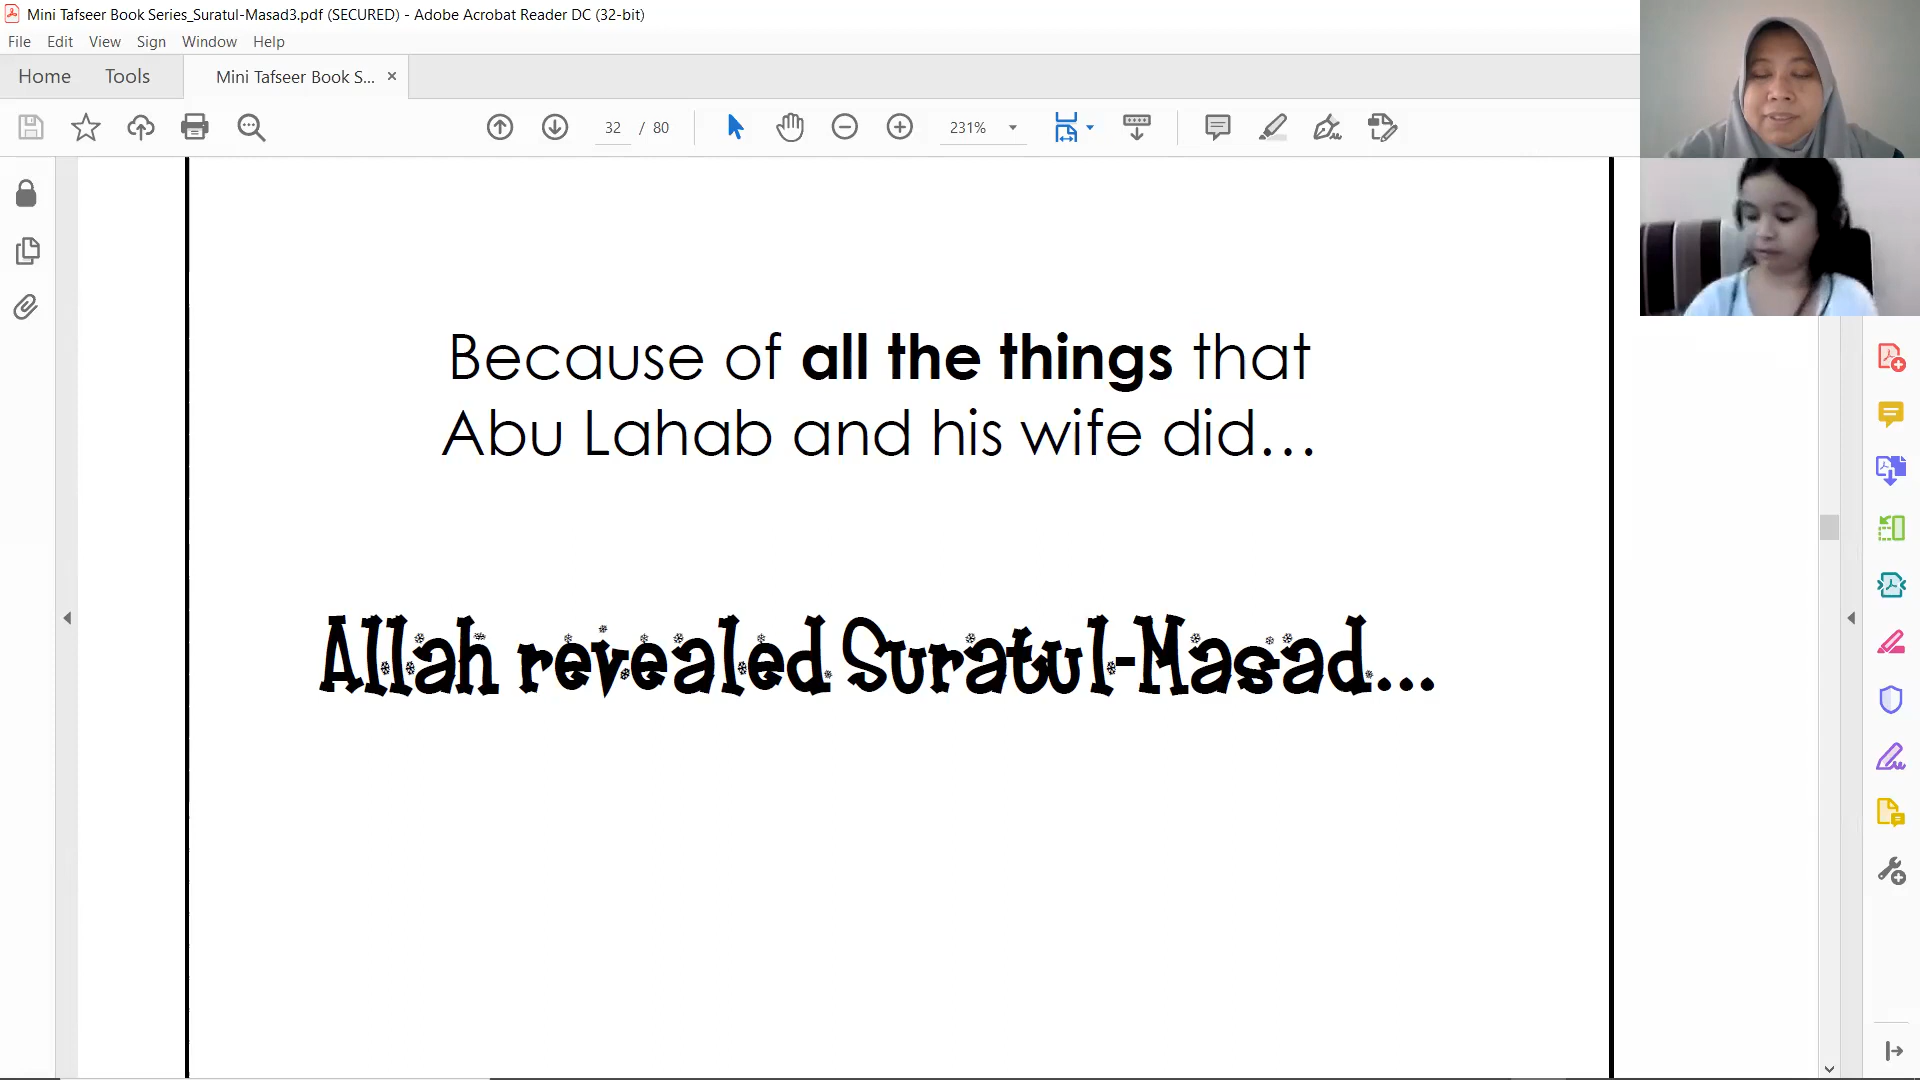 Mini Tafseer Book Series_Suratul-Masad3.pdf (SECURED) - Adobe Acrobat Reader DC (32-bit)
File Edit View Sign Window Help
Home Tools Mini Tafseer Book S... ×
32 / 80 231%
Because of all the things that
Abu Lahab and his wife did...
Allah revealed Suratul-Masad...